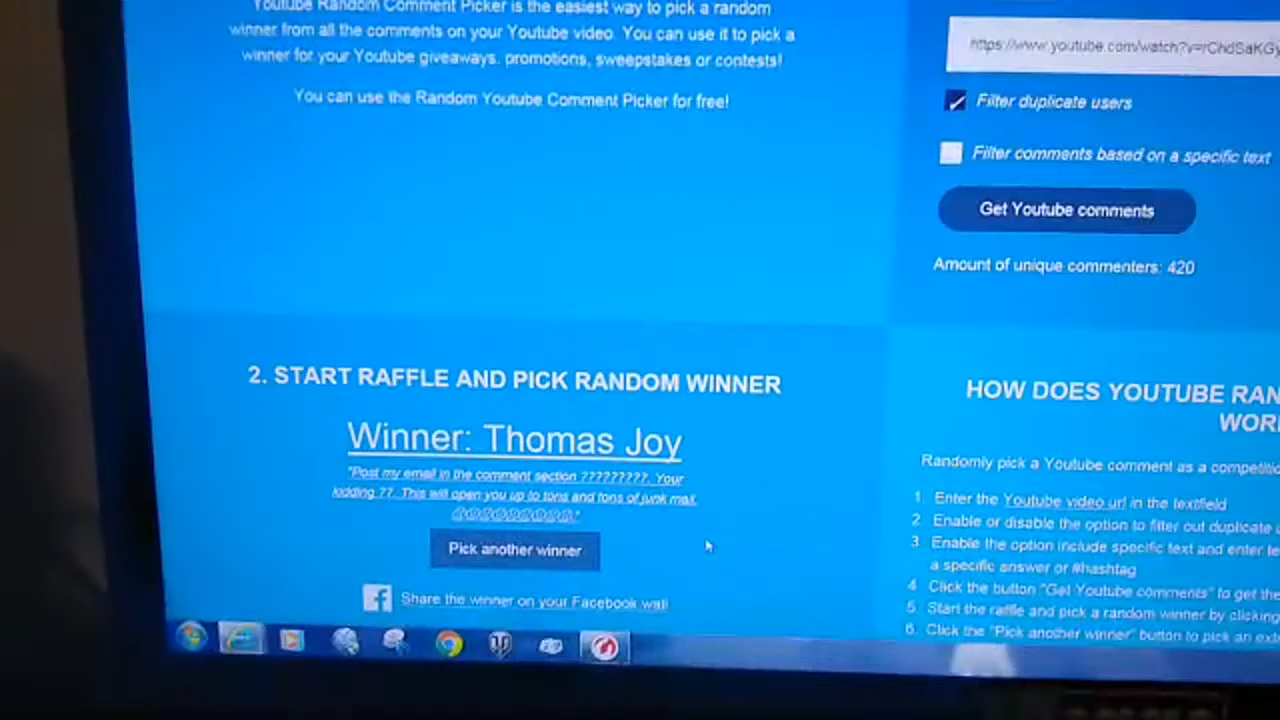 Youtube Random Comment Picker is the easiest way to pick a random
winner from all the comments on your Youtube video. You can use it to pick a
winner for your Youtube giveaways, promotions, sweepstakes or contests!
You can use the Random Youtube Comment Picker for free!
https://www.youtube.com/watch?v=rChdSaKGy
Filter duplicate users
Filter comments based on a specific text
Get Youtube comments
Amount of unique commenters: 420
2. START RAFFLE AND PICK RANDOM WINNER
Winner: Thomas Joy
"Post my email in the comment section ?????????. Your
kidding ??. This will open you up to tons and tons of junk mail.
Pick another winner
Share the winner on your Facebook wall
HOW DOES YOUTUBE RAN
WOR
Randomly pick a Youtube comment as a competitio
1. Enter the Youtube video url in the textfield
2. Enable or disable the option to filter out duplicate
3. Enable the option include specific text and enter te
a specific answer or #hashtag
4. Click the button "Get Youtube comments" to get the
5. Start the raffle and pick a random winner by clicking
6. Click the "Pick another winner" button to pick an ext